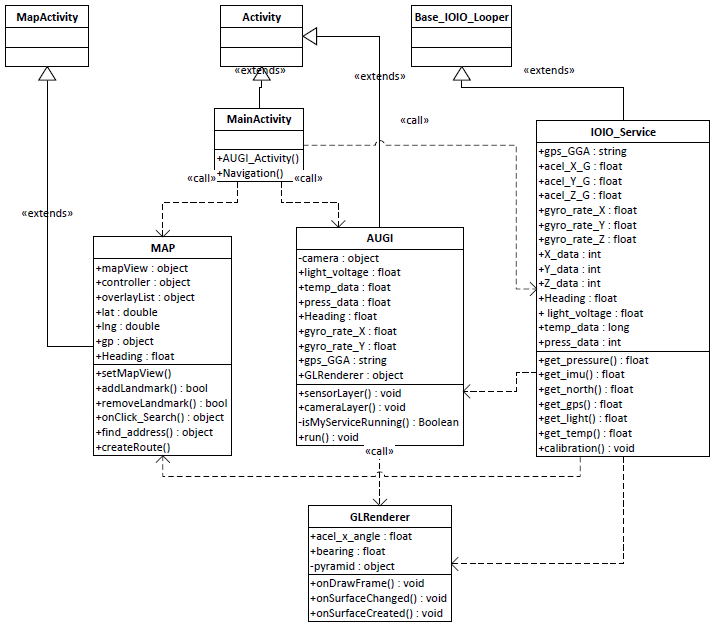 MapActivity
Activity
Base_IOIO_Looper
«extends»
«extends»
«extends»
MainActivity
+AUGI_Activity()
+Navigation()
«call»
«call»
«call»
«extends»
IOIO_Service
+gps_GGA : string
+acel_X_G : float
+acel_Y_G : float
+acel_Z_G : float
+gyro_rate_X : float
+gyro_rate_Y : float
+gyro_rate_Z : float
+X_data : int
+Y_data : int
+Z_data : int
+Heading : float
+ light_voltage : float
+temp_data : long
+press_data : int
+get_pressure() : float
+get_imu() : float
+get_north() : float
+get_gps() : float
+get_light() : float
+get_temp() : float
+calibration() : void
MAP
+mapView : object
+controller : object
+overlayList : object
+lat : double
+lng : double
+gp : object
+Heading : float
+setMapView()
+addLandmark() : bool
+removeLandmark() : bool
+onClick_Search() : object
+find_address() : object
+createRoute()
AUGI
-camera : object
+light_voltage : float
+temp_data : float
+press_data : float
+Heading : float
+gyro_rate_X : float
+gyro_rate_Y : float
+gps_GGA : string
+GLRenderer : object
+sensorLayer() : void
+cameraLayer() : void
-isMyServiceRunning() : Boolean
+run() : void
«call»
GLRenderer
+acel_x_angle : float
+bearing : float
-pyramid : object
+onDrawFrame() : void
+onSurfaceChanged() : void
+onSurfaceCreated() : void